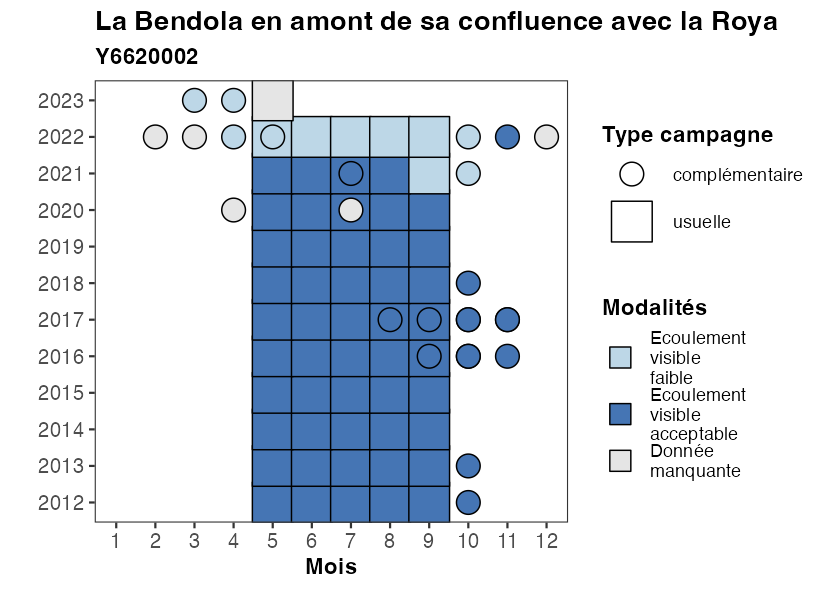 La Bendola en amont de sa confluence avec la Roya
Y6620002
2023
2022
2021
2020
2019
2018
2017
2016
2015
2014
2013
2012
1 2 3 4 5 6 7 8 9 10 11 12
Mois
Type campagne
complémentaire
usuelle
Modalités
Ecoulement
visible
faible
Ecoulement
visible
acceptable
Donnée
manquante